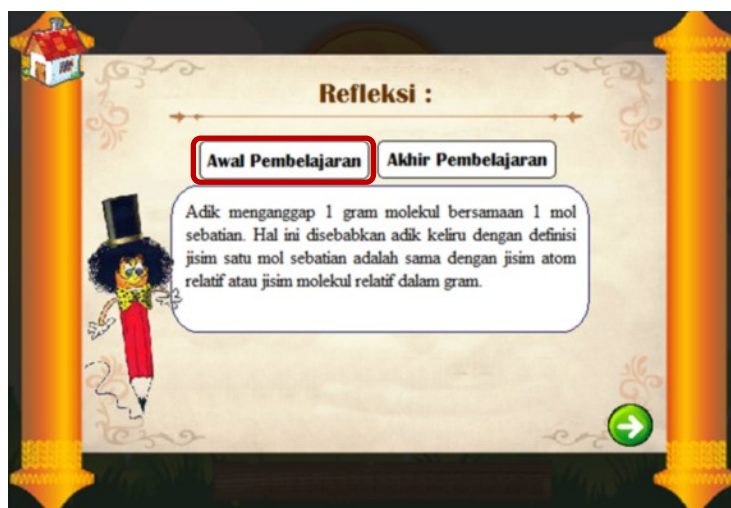 Refleksi :
Awal Pembelajaran
Akhir Pembelajaran
Adik menganggap 1 gram molekul bersamaan 1 mol
sebatian. Hal ini disebabkan adik keliru dengan definisi
jisim satu mol sebatian adalah sama dengan jisim atom
relatif atau jisim molekul relatif dalam gram.